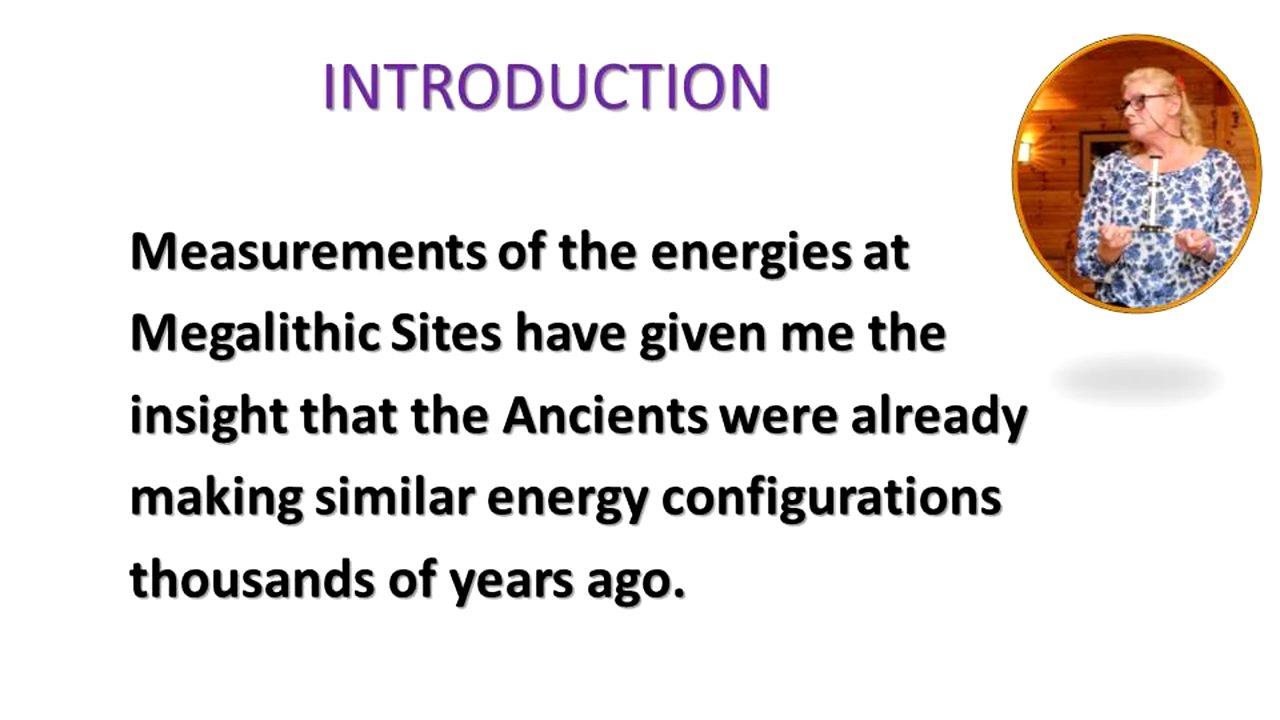 INTRODUCTION
Measurements of the energies at
Megalithic Sites have given me the
insight that the Ancients were already
making similar energy configurations
thousands of years ago.